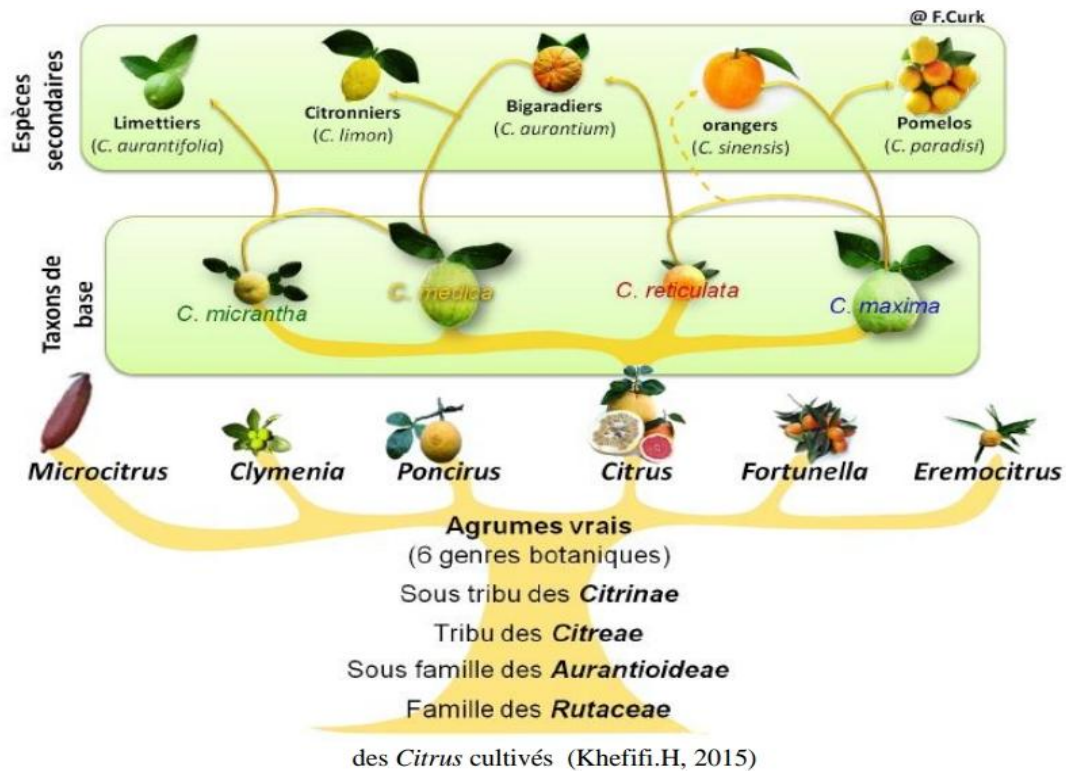 @ F.Curk
Espèces
secondaires
Limettiers
(C. aurantifolia)
Citronniers
(C. limon)
Bigaradiers
(C. aurantium)
orangers
(C. sinensis)
Pomelos
(C. paradisi)
Taxons de
base
C. micrantha
C. medica
C. reticulata
C. maxima
Microcitrus
Clymenia
Poncirus
Citrus
Fortunella
Eremocitrus
Agrumes vrais
(6 genres botaniques)
Sous tribu des Citrinae
Tribu des Citreae
Sous famille des Aurantioideae
Famille des Rutaceae
des Citrus cultivés (Khefifi.H, 2015)